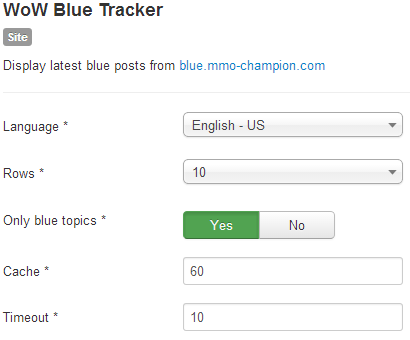 WoW Blue Tracker
Site
Display latest blue posts from blue.mmo-champion.com
Language * English - US
Rows * 10
Only blue topics * Yes No
Cache * 60
Timeout * 10